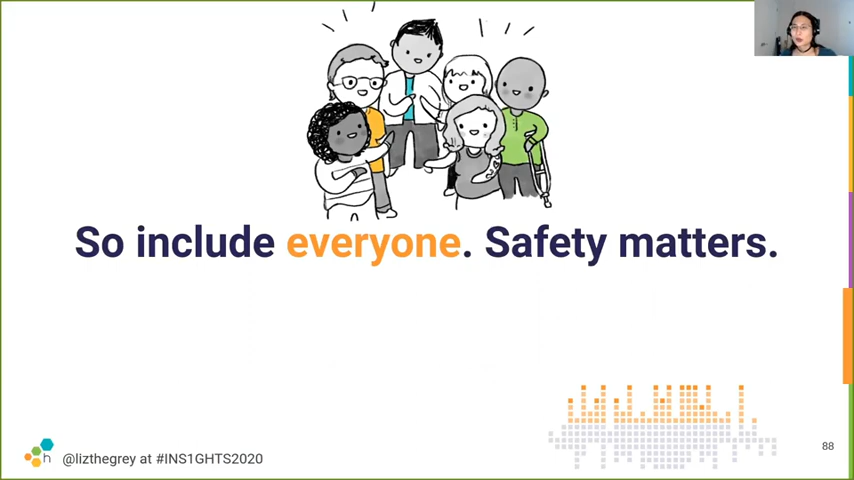 So include everyone. Safety matters.
h @lizthegrey at #INS1GHTS2020
88